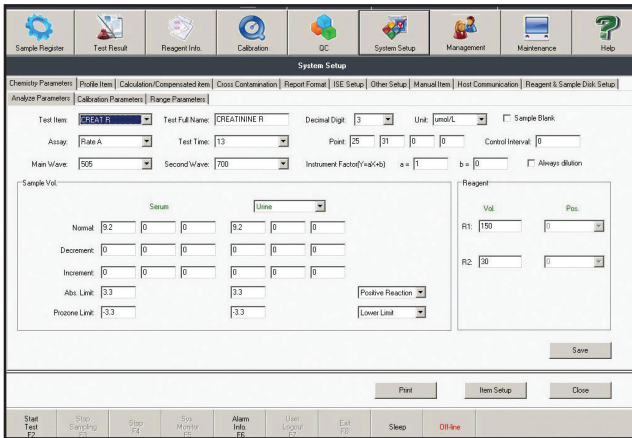 Sample Register Test Result Reagent Info. Calibration QC System Setup Management Maintenance Help
System Setup
Chemistry Parameters Profile Item Calculation/Compensated item Cross Contamination Report Format ISE Setup Other Setup Manual Item Host Communication Reagent & Sample Disk Setup
Analyze Parameters Calibration Parameters Range Parameters
Test Item: CREAT R Test Full Name: CREATININE R Decimal Digit: 3 Unit: umol/L Sample Blank
Assay: Rate A Test Time: 13 Point: 25 31 0 0 Control Interval: 0
Main Wave: 505 Second Wave: 700 Instrument Factor(Y=aX+b) a = 1 b = 0 Always dilution
Sample Vol. Reagent
Serum Urine Vol. Pos.
Normal: 9.2 0 0 9.2 0 0 R1: 150 0
Decrement: 0 0 0 0 0 0
R2: 30 0
Increment: 0 0 0 0 0 0
Abs. Limit: 3.3 3.3 Positive Reaction
Prozone Limit: -3.3 -3.3 Lower Limit
Save
Print Item Setup Close
Start Test F2 Stop Sampling F3 Stop F4 Sys. Monitor F5 Alarm Info. F6 User Logout F7 Exit F8 Sleep Off-line